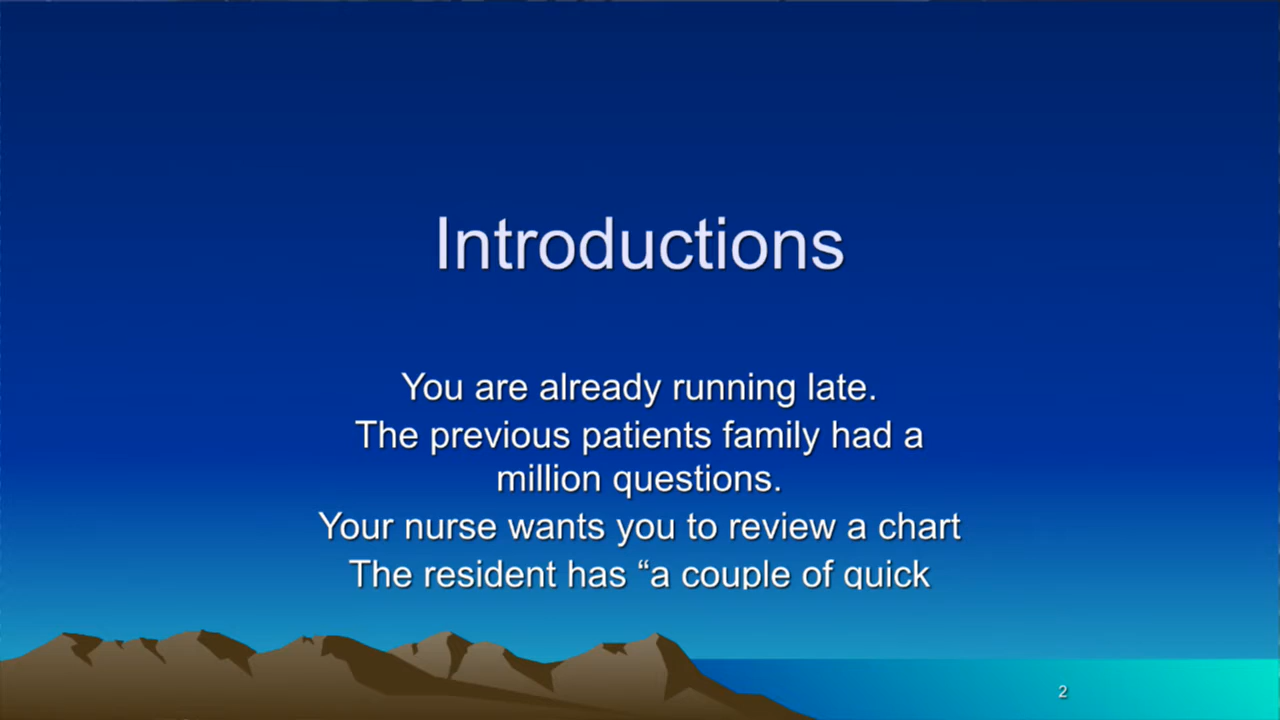 Introductions
You are already running late.
The previous patients family had a
million questions.
Your nurse wants you to review a chart
The resident has “a couple of quick
2